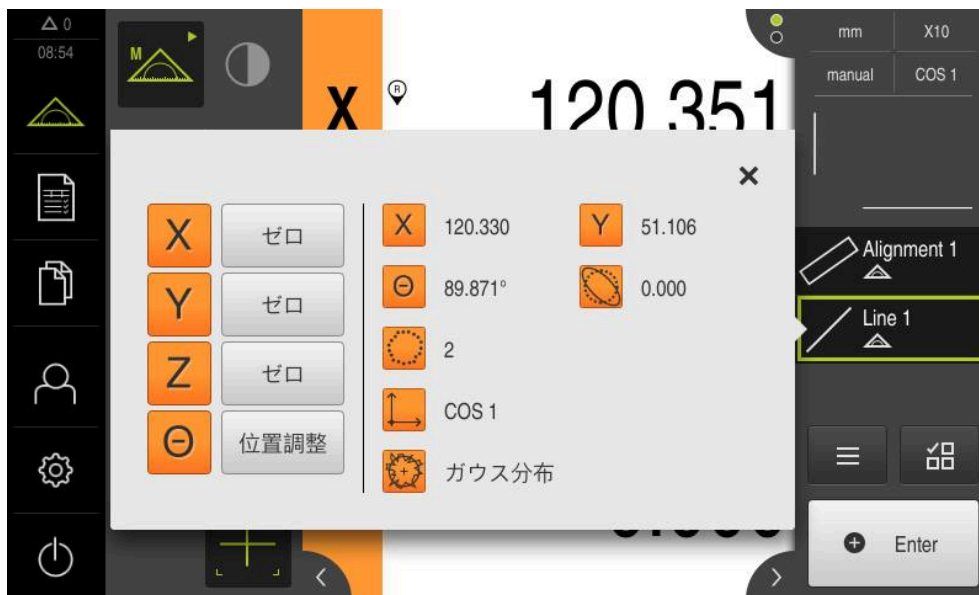 0
08:54
M
X
R
120.351
mm X10
manual COS 1
X ゼロ
Y ゼロ
Z ゼロ
Θ 位置調整
X 120.330 Y 51.106
Θ 89.871° 0.000
2
COS 1
ガウス分布
Alignment 1
Line 1
Enter